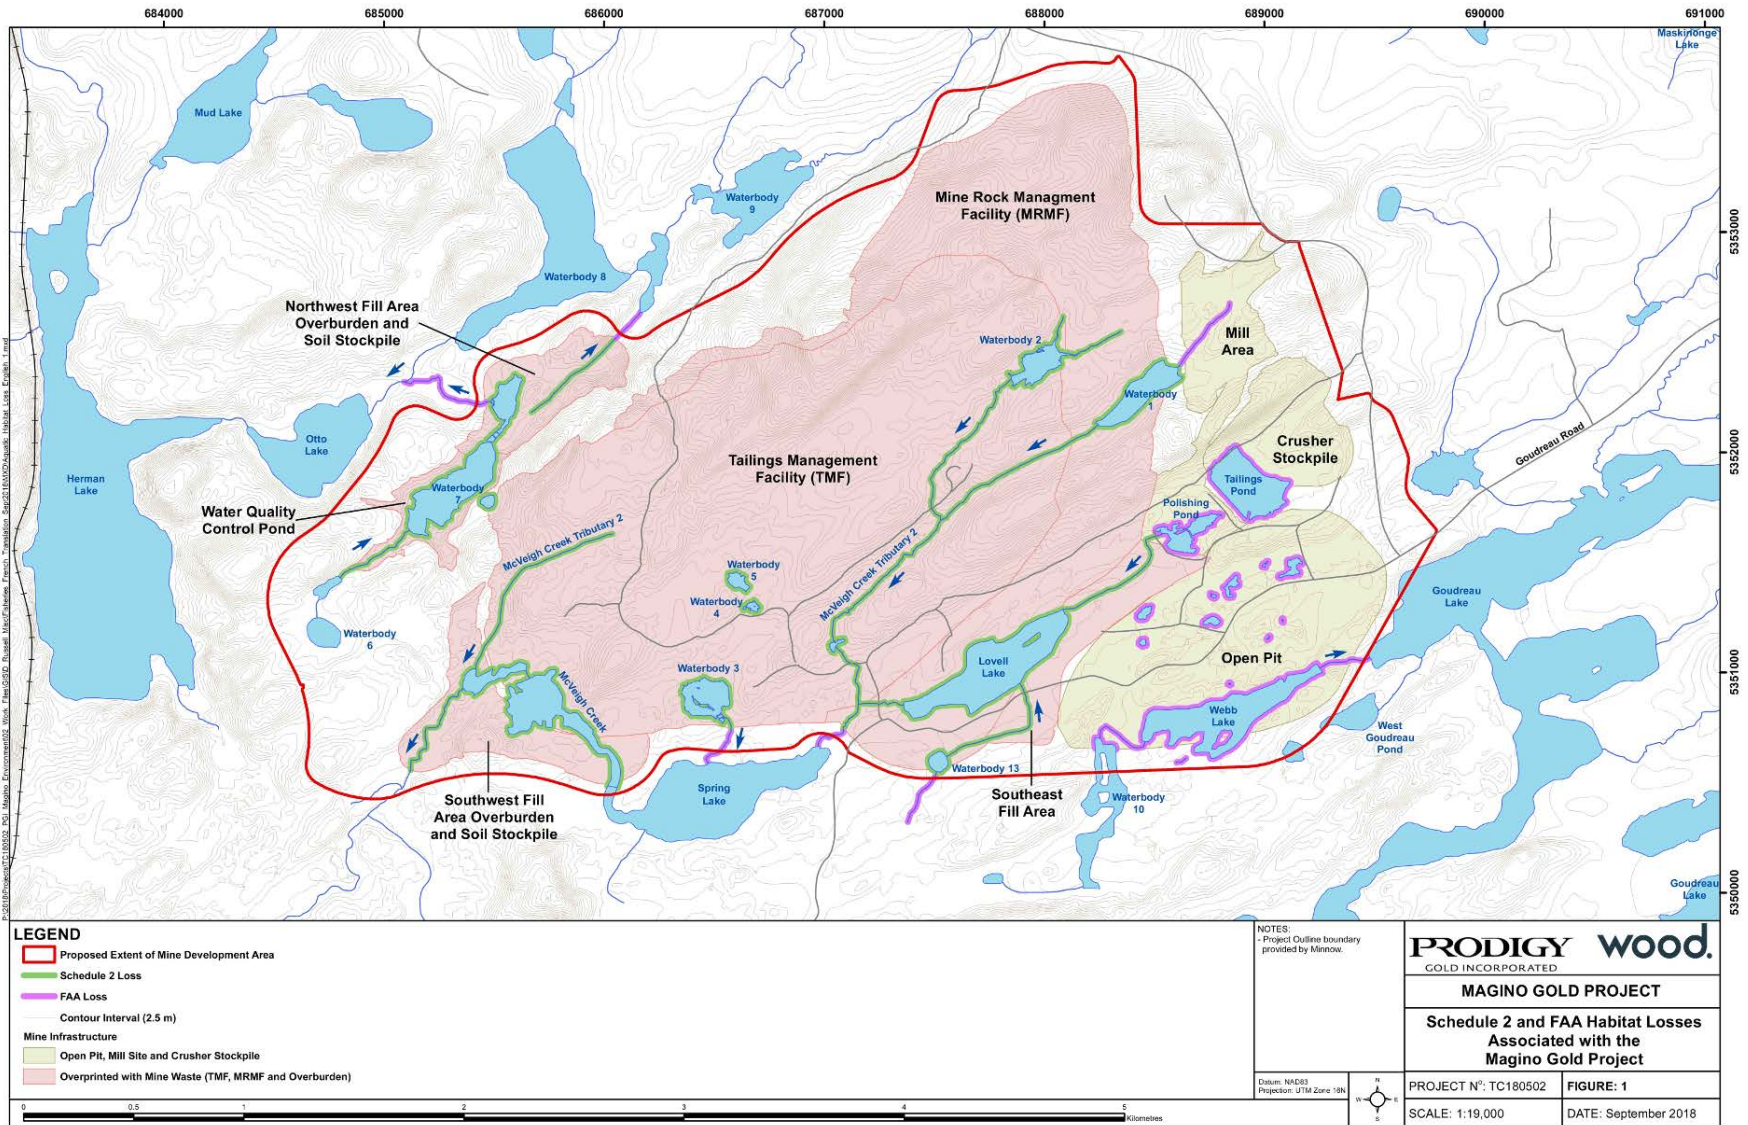 684000
685000
686000
687000
688000
689000
690000
691000
Maskinonge
Lake
Mud Lake
Waterbody
9
Mine Rock Managment
Facility (MRMF)
5353000
Waterbody 8
Northwest Fill Area
Overburden and
Soil Stockpile
Waterbody 2
Mill
Area
Waterbody
1
Otto
Lake
Goudreau Road
5352000
Crusher
Stockpile
Tailings Management
Facility (TMF)
Herman
Lake
Waterbody
7
Tailings
Pond
Water Quality
Control Pond
Polishing
Pond
McVeigh Creek Tributary 2
McVeigh Creek Tributary 2
Waterbody
5
Waterbody
4
Goudreau
Lake
Waterbody
6
Open Pit
Lovell
Lake
Waterbody 3
5351000
McVeigh Creek
Webb
Lake
West
Goudreau
Pond
Waterbody 13
Spring
Lake
Southwest Fill
Area Overburden
and Soil Stockpile
Southeast
Fill Area
Waterbody
10
Goudreau
Lake
5350000
LEGEND
Proposed Extent of Mine Development Area
Schedule 2 Loss
FAA Loss
Contour Interval (2.5 m)
Mine Infrastructure
Open Pit, Mill Site and Crusher Stockpile
Overprinted with Mine Waste (TMF, MRMF and Overburden)
0 0.5 1 2 3 4 5
Kilometres
NOTES:
- Project Outline boundary
provided by Minnow.
Datum: NAD83
Projection: UTM Zone 16N
N
W E
S
PRODIGY
GOLD INCORPORATED
wood.
MAGINO GOLD PROJECT
Schedule 2 and FAA Habitat Losses
Associated with the
Magino Gold Project
PROJECT Nº: TC180502
FIGURE: 1
SCALE: 1:19,000
DATE: September 2018